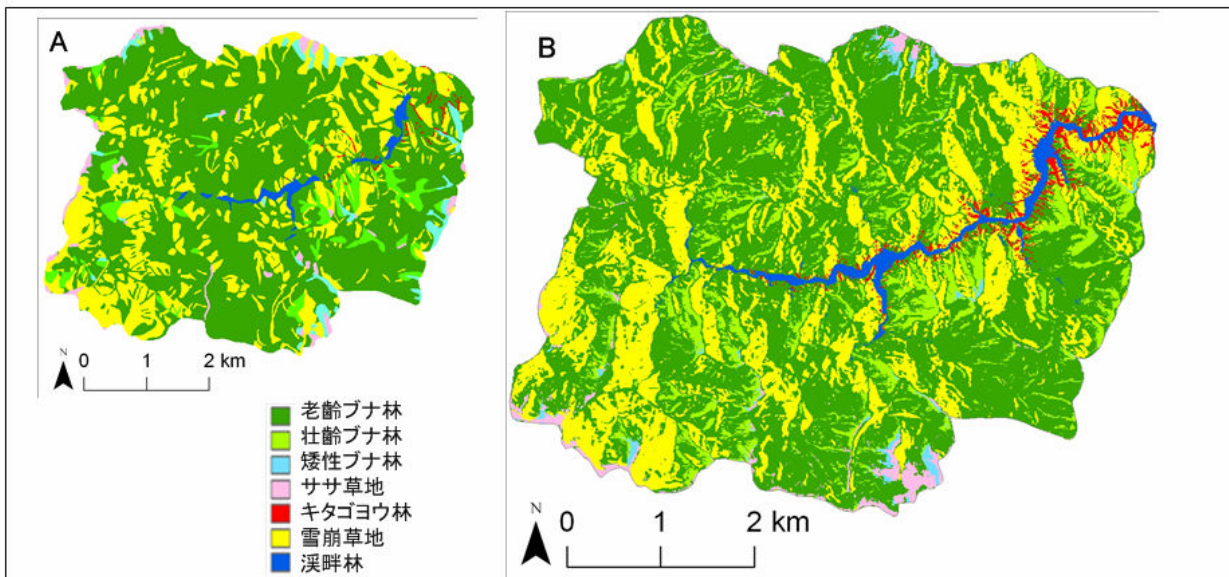 A
N
0 1 2 km
老齢ブナ林
壮齢ブナ林
矮性ブナ林
ササ草地
キタゴヨウ林
雪崩草地
渓畔林
B
N
0 1 2 km